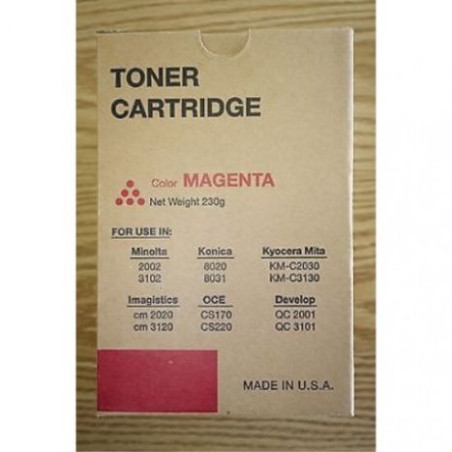 TONER
CARTRIDGE
Color MAGENTA
Net Weight 230g
FOR USE IN:
Minolta Konica Kyocera Mita
2002 8020 KM-C2030
3102 8031 KM-C3130
Imagistics OCE Develop
cm 2020 CS170 QC 2001
cm 3120 CS220 QC 3101
MADE IN U.S.A.